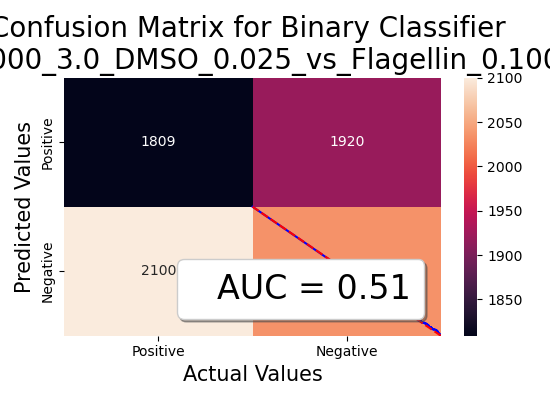 Confusion Matrix for Binary Classifier
000_3.0_DMSO_0.025_vs_Flagellin_0.100
Predicted Values
Positive
Negative
1809
1920
2100
AUC = 0.51
Positive
Negative
Actual Values
2100
2050
2000
1950
1900
1850